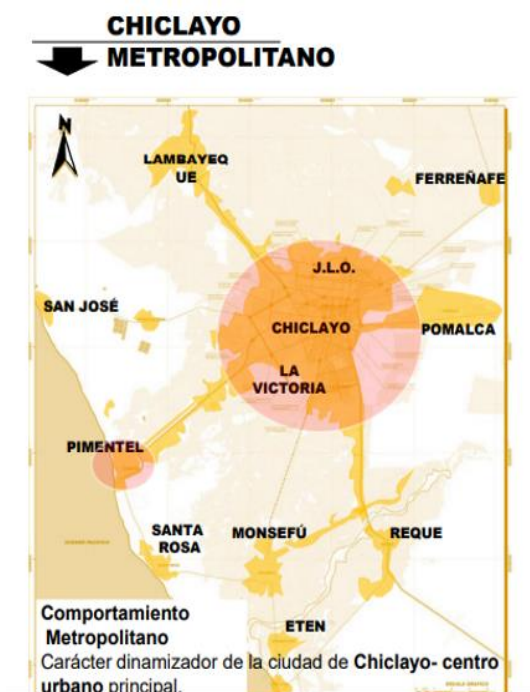 CHICLAYO
METROPOLITANO
N
LAMBAYEQ
UE
FERREÑAFE
J.L.O.
SAN JOSÉ
CHICLAYO
POMALCA
LA
VICTORIA
PIMENTEL
SANTA
ROSA
MONSEFÚ
REQUE
ETEN
Comportamiento
Metropolitano
Carácter dinamizador de la ciudad de Chiclayo- centro
urbano principal.